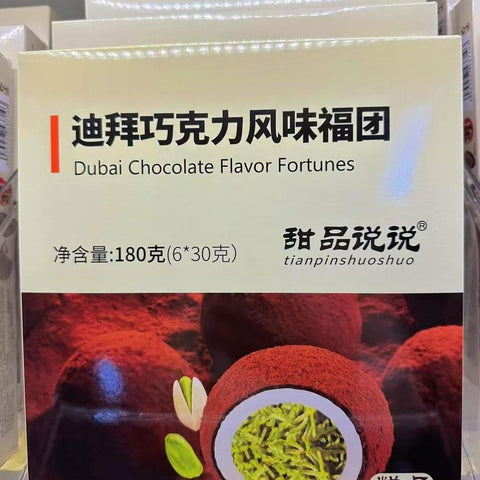 迪拜巧克力风味福团
Dubai Chocolate Flavor Fortunes
净含量:180克(6*30克)
甜品说说®
tianpinshuoshuo